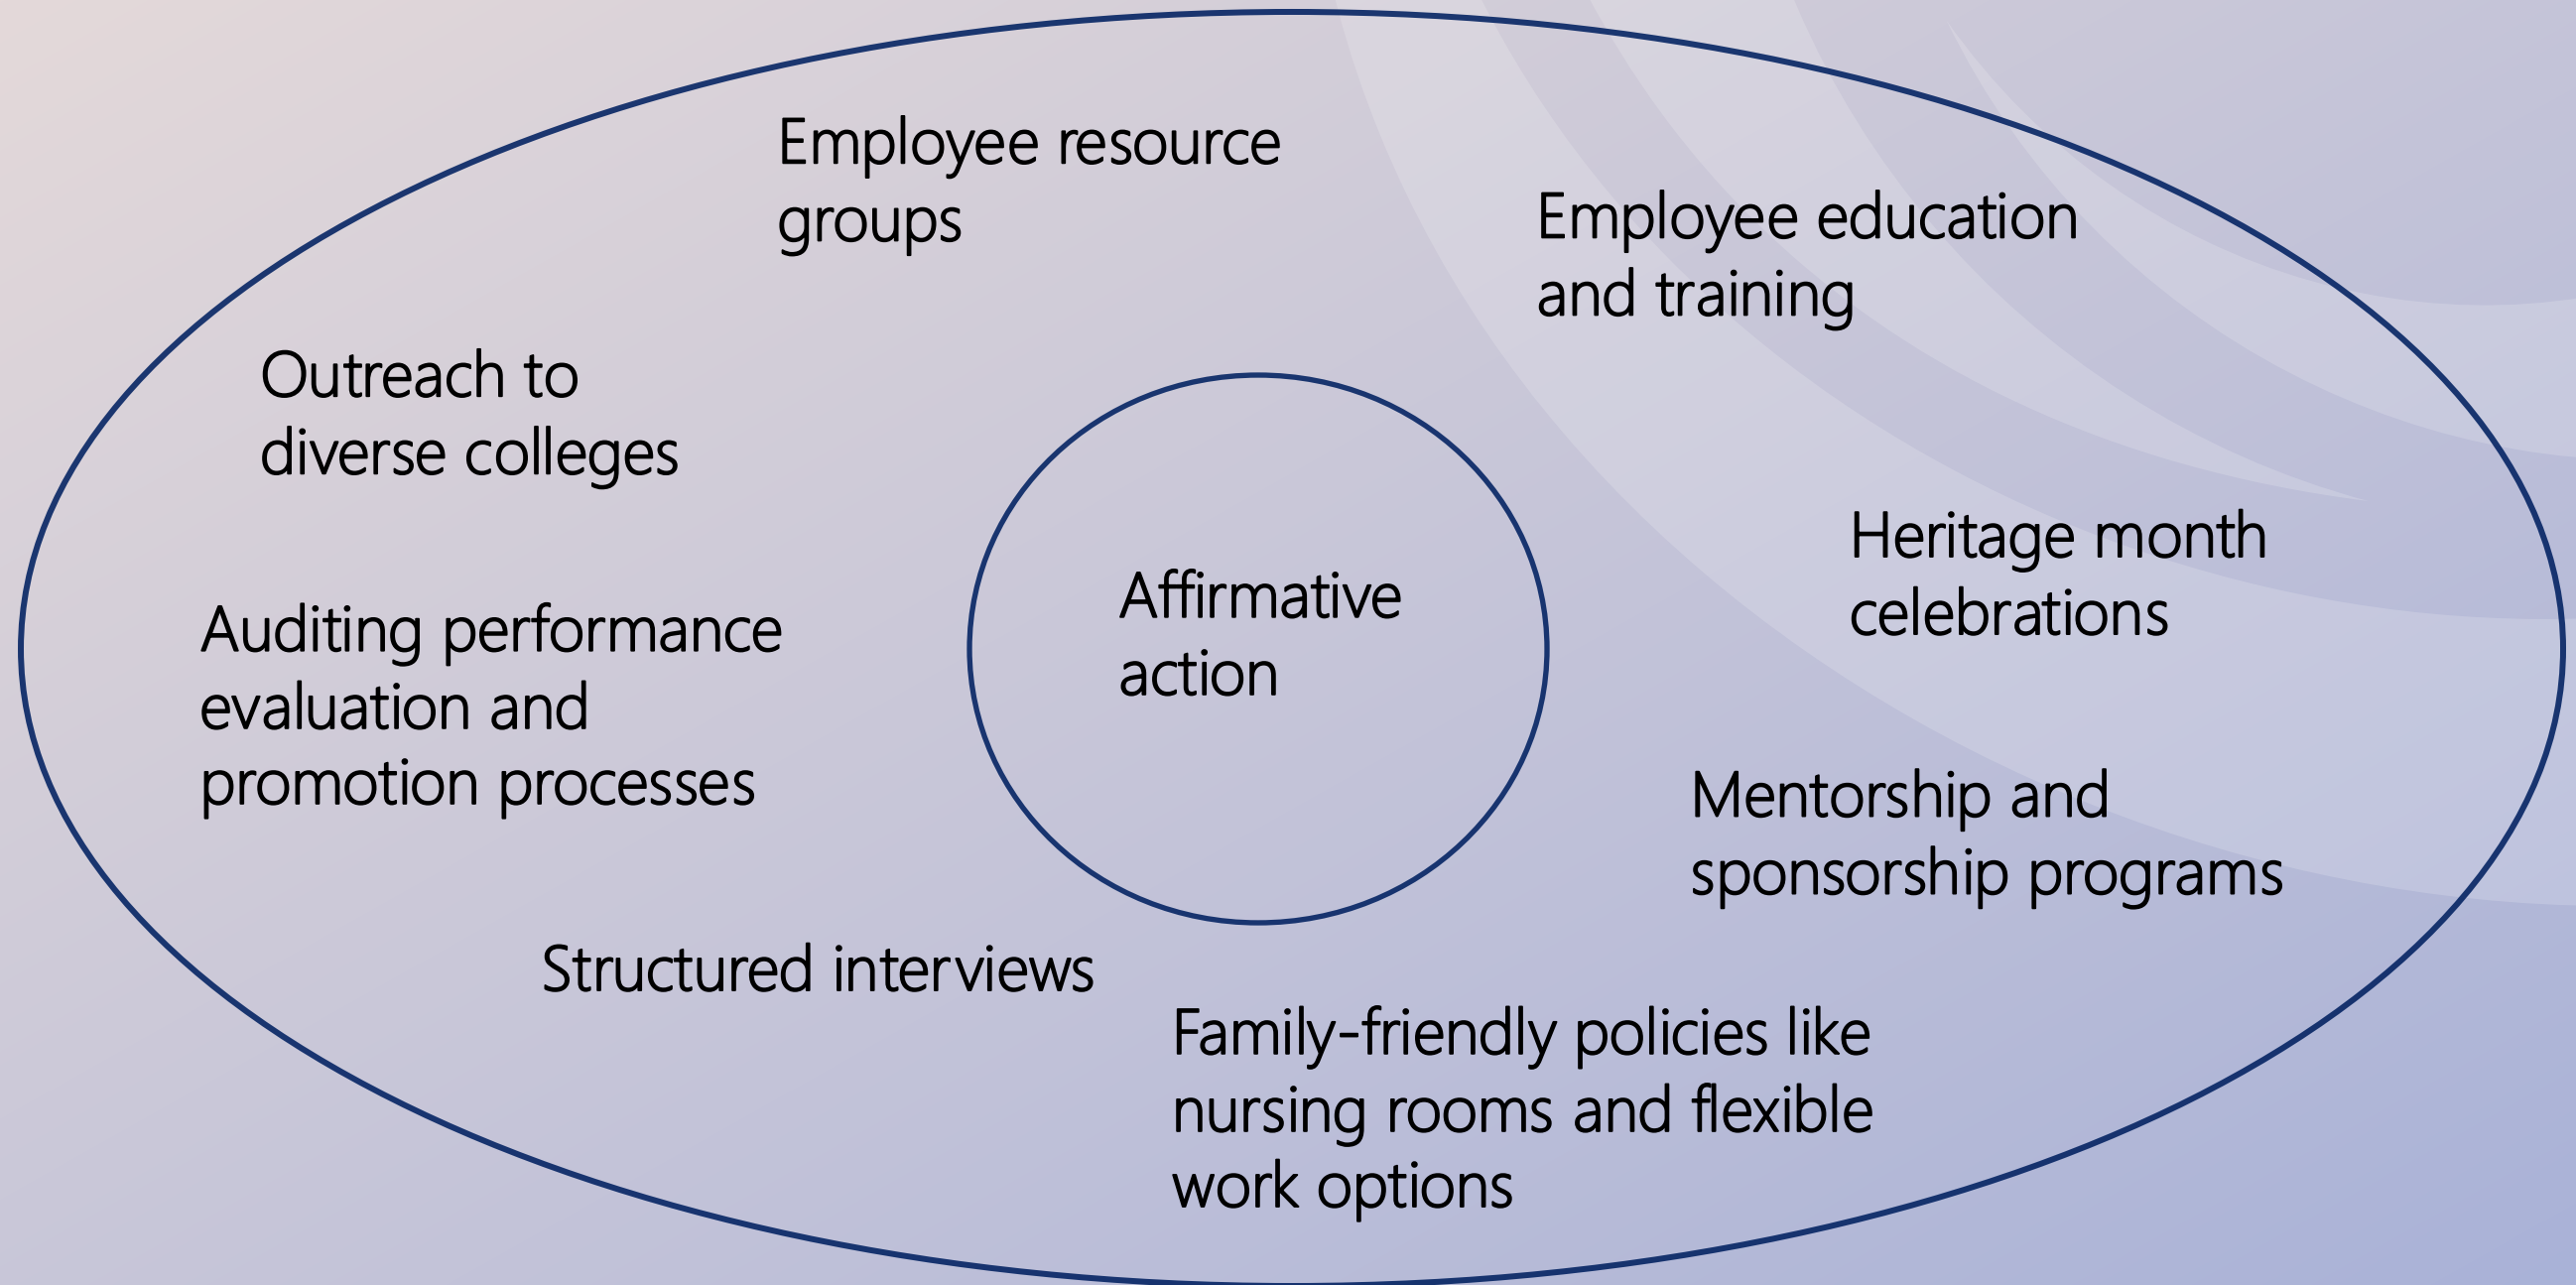 Employee resource
groups
Employee education
and training
Outreach to
diverse colleges
Heritage month
celebrations
Affirmative
action
Auditing performance
evaluation and
promotion processes
Mentorship and
sponsorship programs
Structured interviews
Family-friendly policies like
nursing rooms and flexible
work options